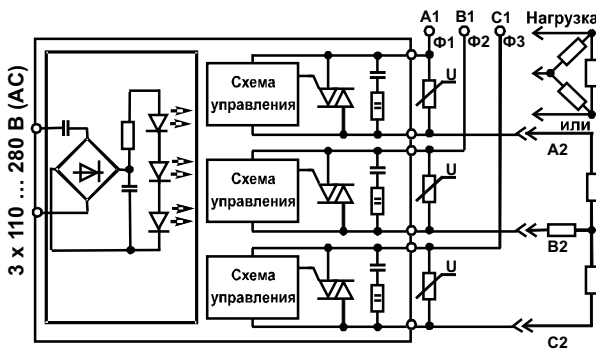 A1 B1 C1 Нагрузка
Ф1 Ф2 Ф3
или
3 x 110 ... 280 В (AC)
Схема
управления
U
A2
Схема
управления
U
B2
Схема
управления
U
C2